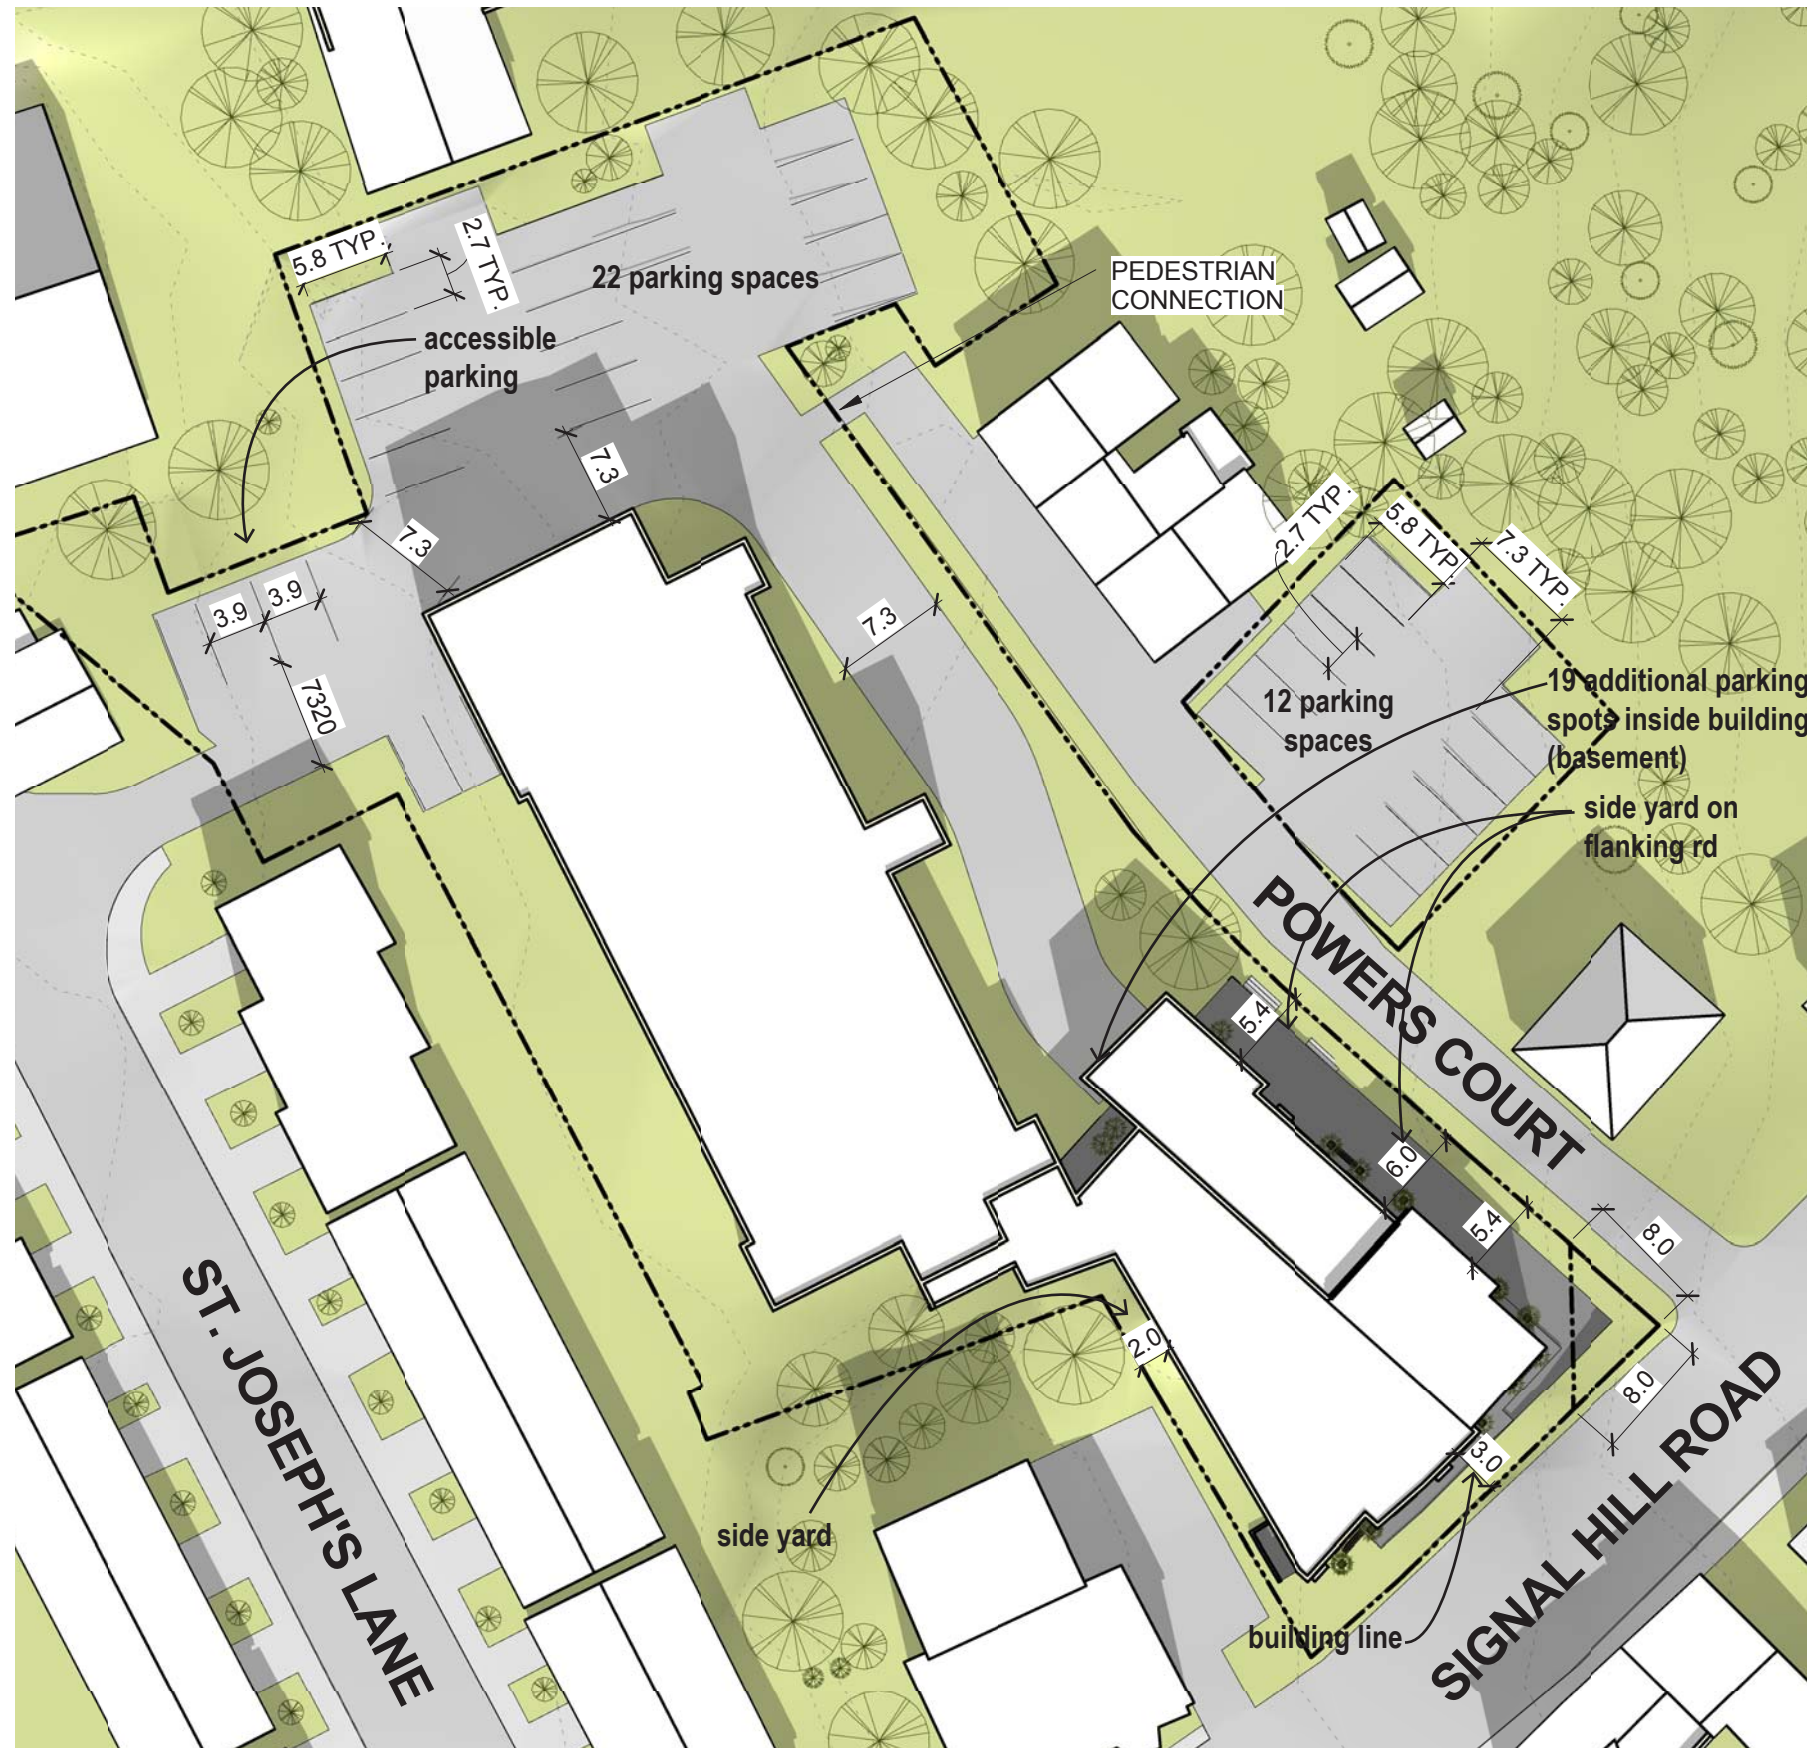 5.8 TYP.
2.7 TYP.
22 parking spaces
PEDESTRIAN
CONNECTION
accessible
parking
7.3
7.3
3.9
3.9
7320
7.3
2.7 TYP.
5.8 TYP.
7.3 TYP.
12 parking
spaces
19 additional parking
spots inside building
(basement)
side yard on
flanking rd
POWERS COURT
5.4
6.0
5.4
8.0
8.0
2.0
3.0
side yard
building line
ST. JOSEPH'S LANE
SIGNAL HILL ROAD